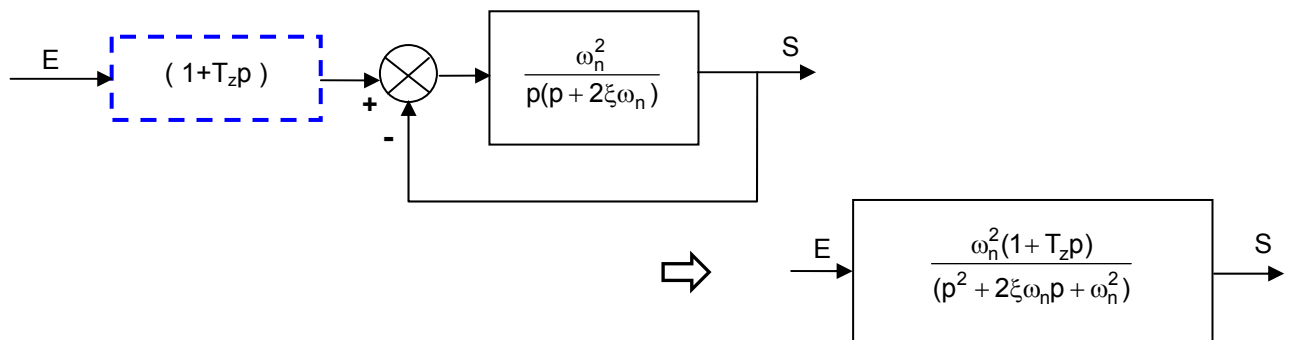 E
( 1+T_zp )
+
-
ω_n^2
p(p + 2ξω_n)
S
E
ω_n^2(1 + T_zp)
(p^2 + 2ξω_np + ω_n^2)
S